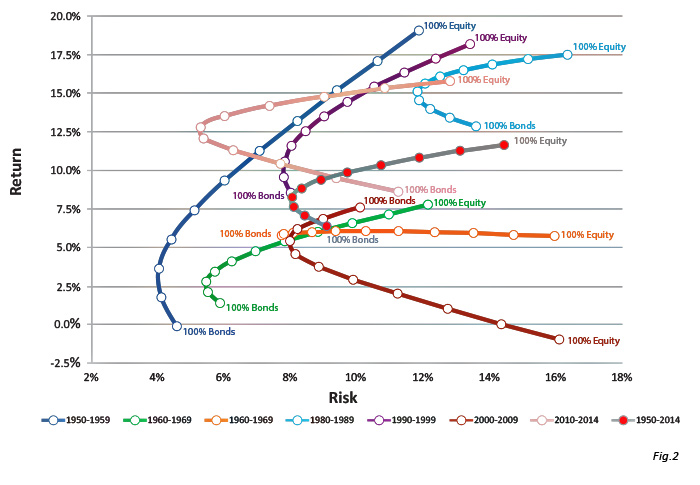 20.0%
100% Equity
100% Equity
17.5%
100% Equity
15.0%
100% Equity
12.5%
100% Bonds
100% Equity
Return
10.0%
100% Bonds
100% Bonds
100% Bonds
100% Equity
7.5%
100% Bonds
100% Equity
100% Bonds
5.0%
2.5%
100% Bonds
0.0%
100% Bonds
100% Equity
-2.5%
2% 4% 6% 8% 10% 12% 14% 16% 18%
Risk
1950-1959 1960-1969 1960-1969 1980-1989 1990-1999 2000-2009 2010-2014 1950-2014
Fig.2